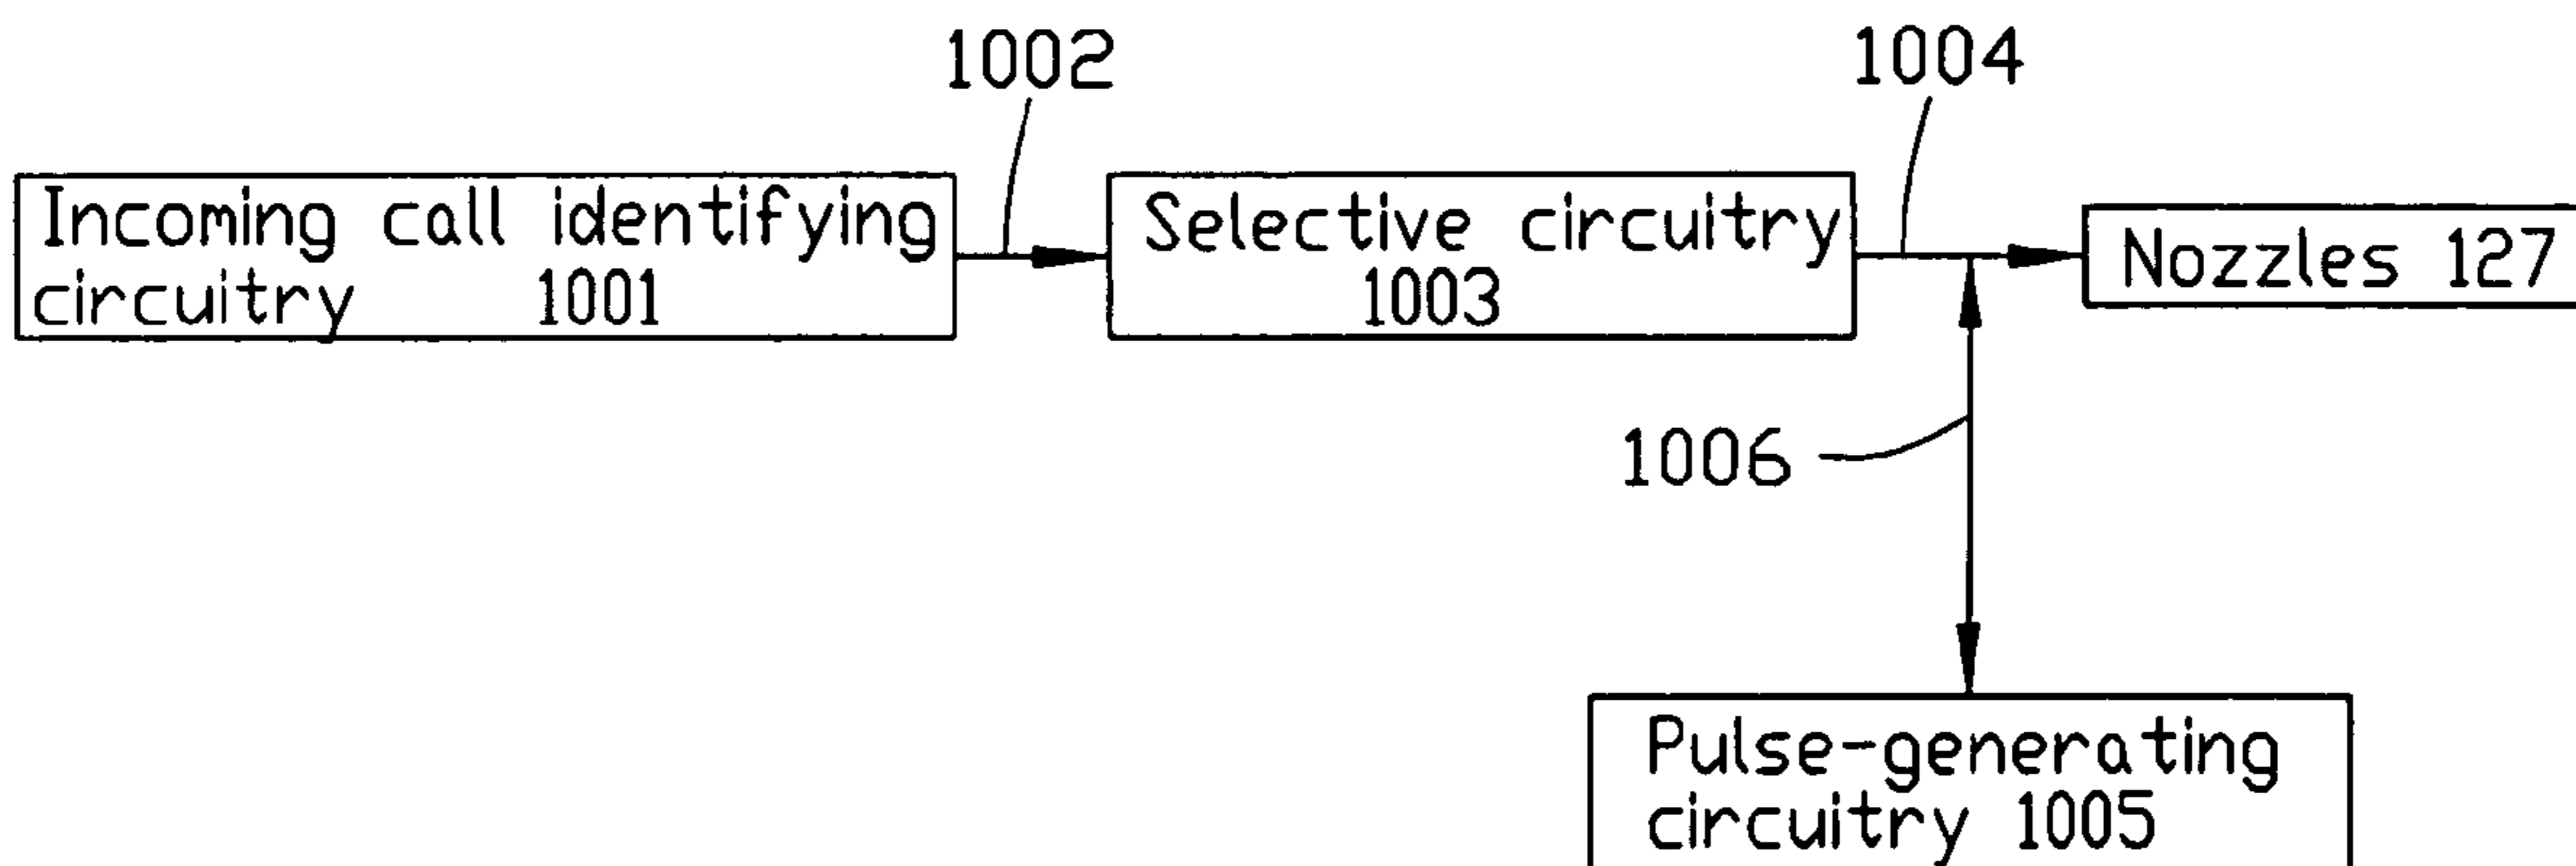 1002
1004
Incoming call identifying
circuitry 1001
Selective circuitry
1003
Nozzles 127
1006
Pulse-generating
circuitry 1005